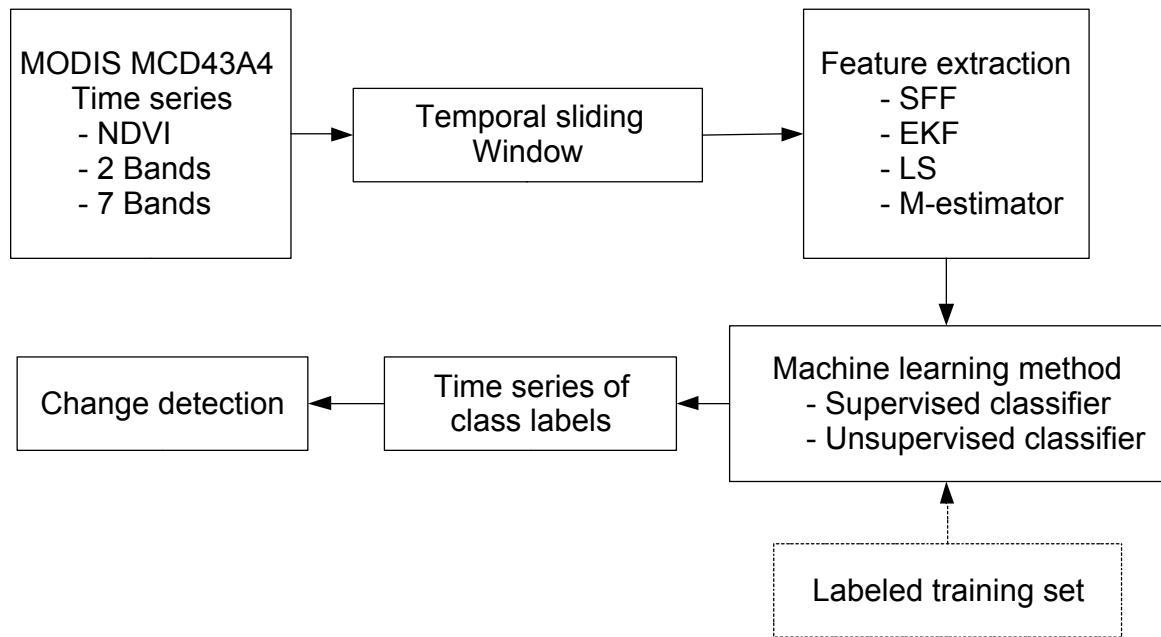 MODIS MCD43A4
Time series
- NDVI
- 2 Bands
- 7 Bands
Temporal sliding
Window
Feature extraction
- SFF
- EKF
- LS
- M-estimator
Machine learning method
- Supervised classifier
- Unsupervised classifier
Time series of
class labels
Change detection
Labeled training set